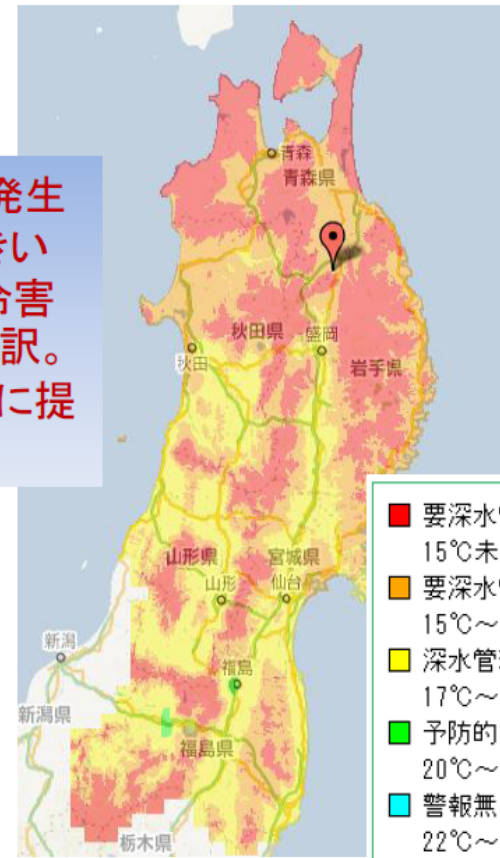 発生
きい
冷害
訳。
に提
青森
青森県
秋田県
盛岡
秋田
岩手県
山形県
宮城県
山形
仙台
新潟
福島
新潟県
福島県
栃木県
要深水
15℃未
要深水
15℃～
深水管
17℃～
予防的
20℃～
警報無
22℃～